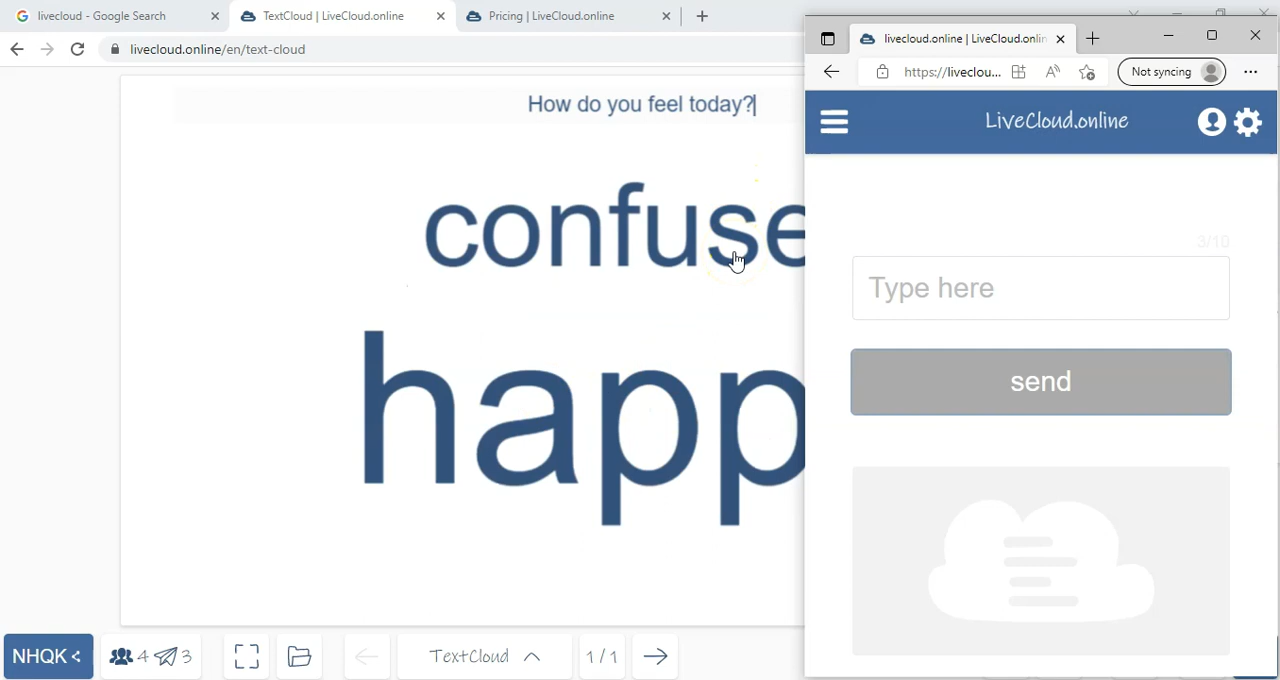 livecloud - Google Search
TextCloud | LiveCloud.online
Pricing | LiveCloud.online
livecloud.online/en/text-cloud
How do you feel today?
confuse
happ
NHQK
4
3
TextCloud
1 / 1
livecloud.online | LiveCloud.onlin
https://liveclou...
Not syncing
LiveCloud.online
3/10
Type here
send